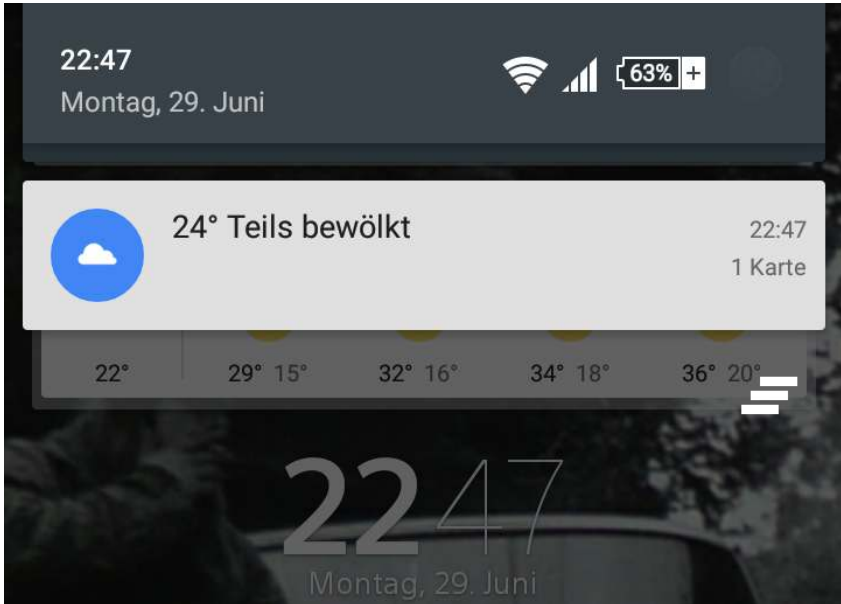 22:47
63%
Montag, 29. Juni
24° Teils bewölkt
22:47
1 Karte
22° 29° 15° 32° 16° 34° 18° 36° 20°
2247
Montag, 29. Juni